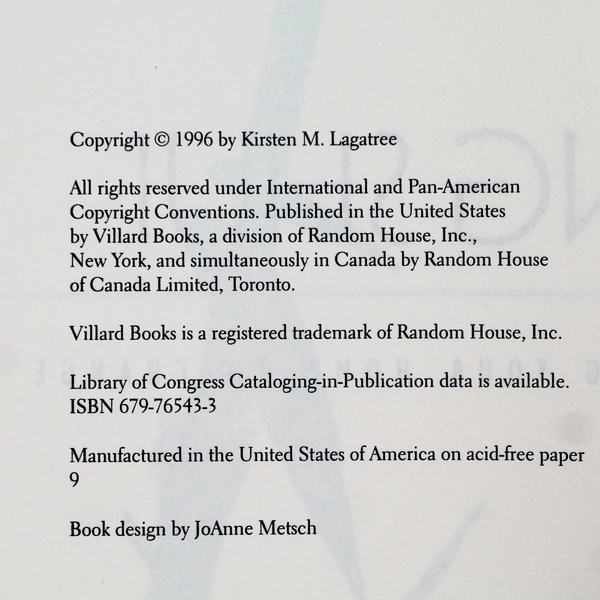 Copyright © 1996 by Kirsten M. Lagatree
All rights reserved under International and Pan-American
Copyright Conventions. Published in the United States
by Villard Books, a division of Random House, Inc.,
New York, and simultaneously in Canada by Random House
of Canada Limited, Toronto.
Villard Books is a registered trademark of Random House, Inc.
Library of Congress Cataloging-in-Publication data is available.
ISBN 679-76543-3
Manufactured in the United States of America on acid-free paper
9
Book design by JoAnne Metsch